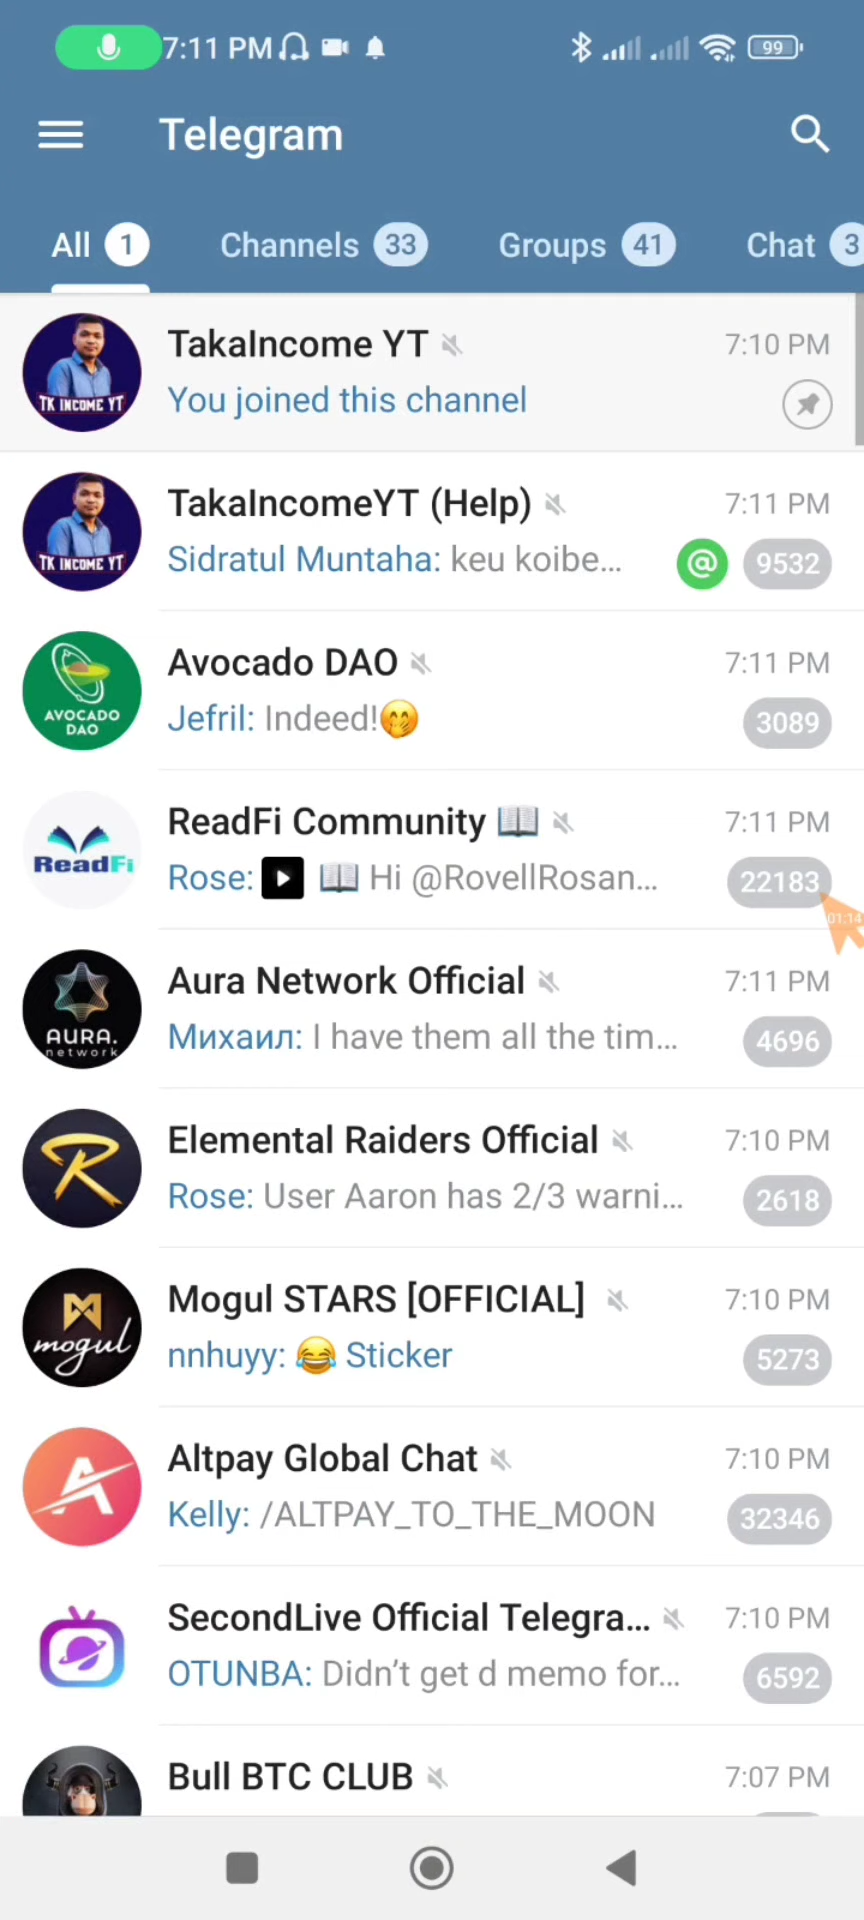 7:11 PM 99
Telegram
All 1 Channels 33 Groups 41 Chat 3
TakaIncome YT 7:10 PM
TK INCOME YT
You joined this channel
TakaIncomeYT (Help) 7:11 PM
TK INCOME YT
Sidratul Muntaha: keu koibe... @ 9532
Avocado DAO 7:11 PM
AVOCADO
DAO
Jefril: Indeed!🤭 3089
ReadFi Community 📖 7:11 PM
ReadFi
Rose: ▶ 📖 Hi @RovellRosan... 22183
01:14
Aura Network Official 7:11 PM
AURA.
network
Михаил: I have them all the tim... 4696
Elemental Raiders Official 7:10 PM
R
Rose: User Aaron has 2/3 warni... 2618
Mogul STARS [OFFICIAL] 7:10 PM
mogul
nnhuyy: 😂 Sticker 5273
Altpay Global Chat 7:10 PM
A
Kelly: /ALTPAY_TO_THE_MOON 32346
SecondLive Official Telegra... 7:10 PM
OTUNBA: Didn't get d memo for... 6592
Bull BTC CLUB 7:07 PM